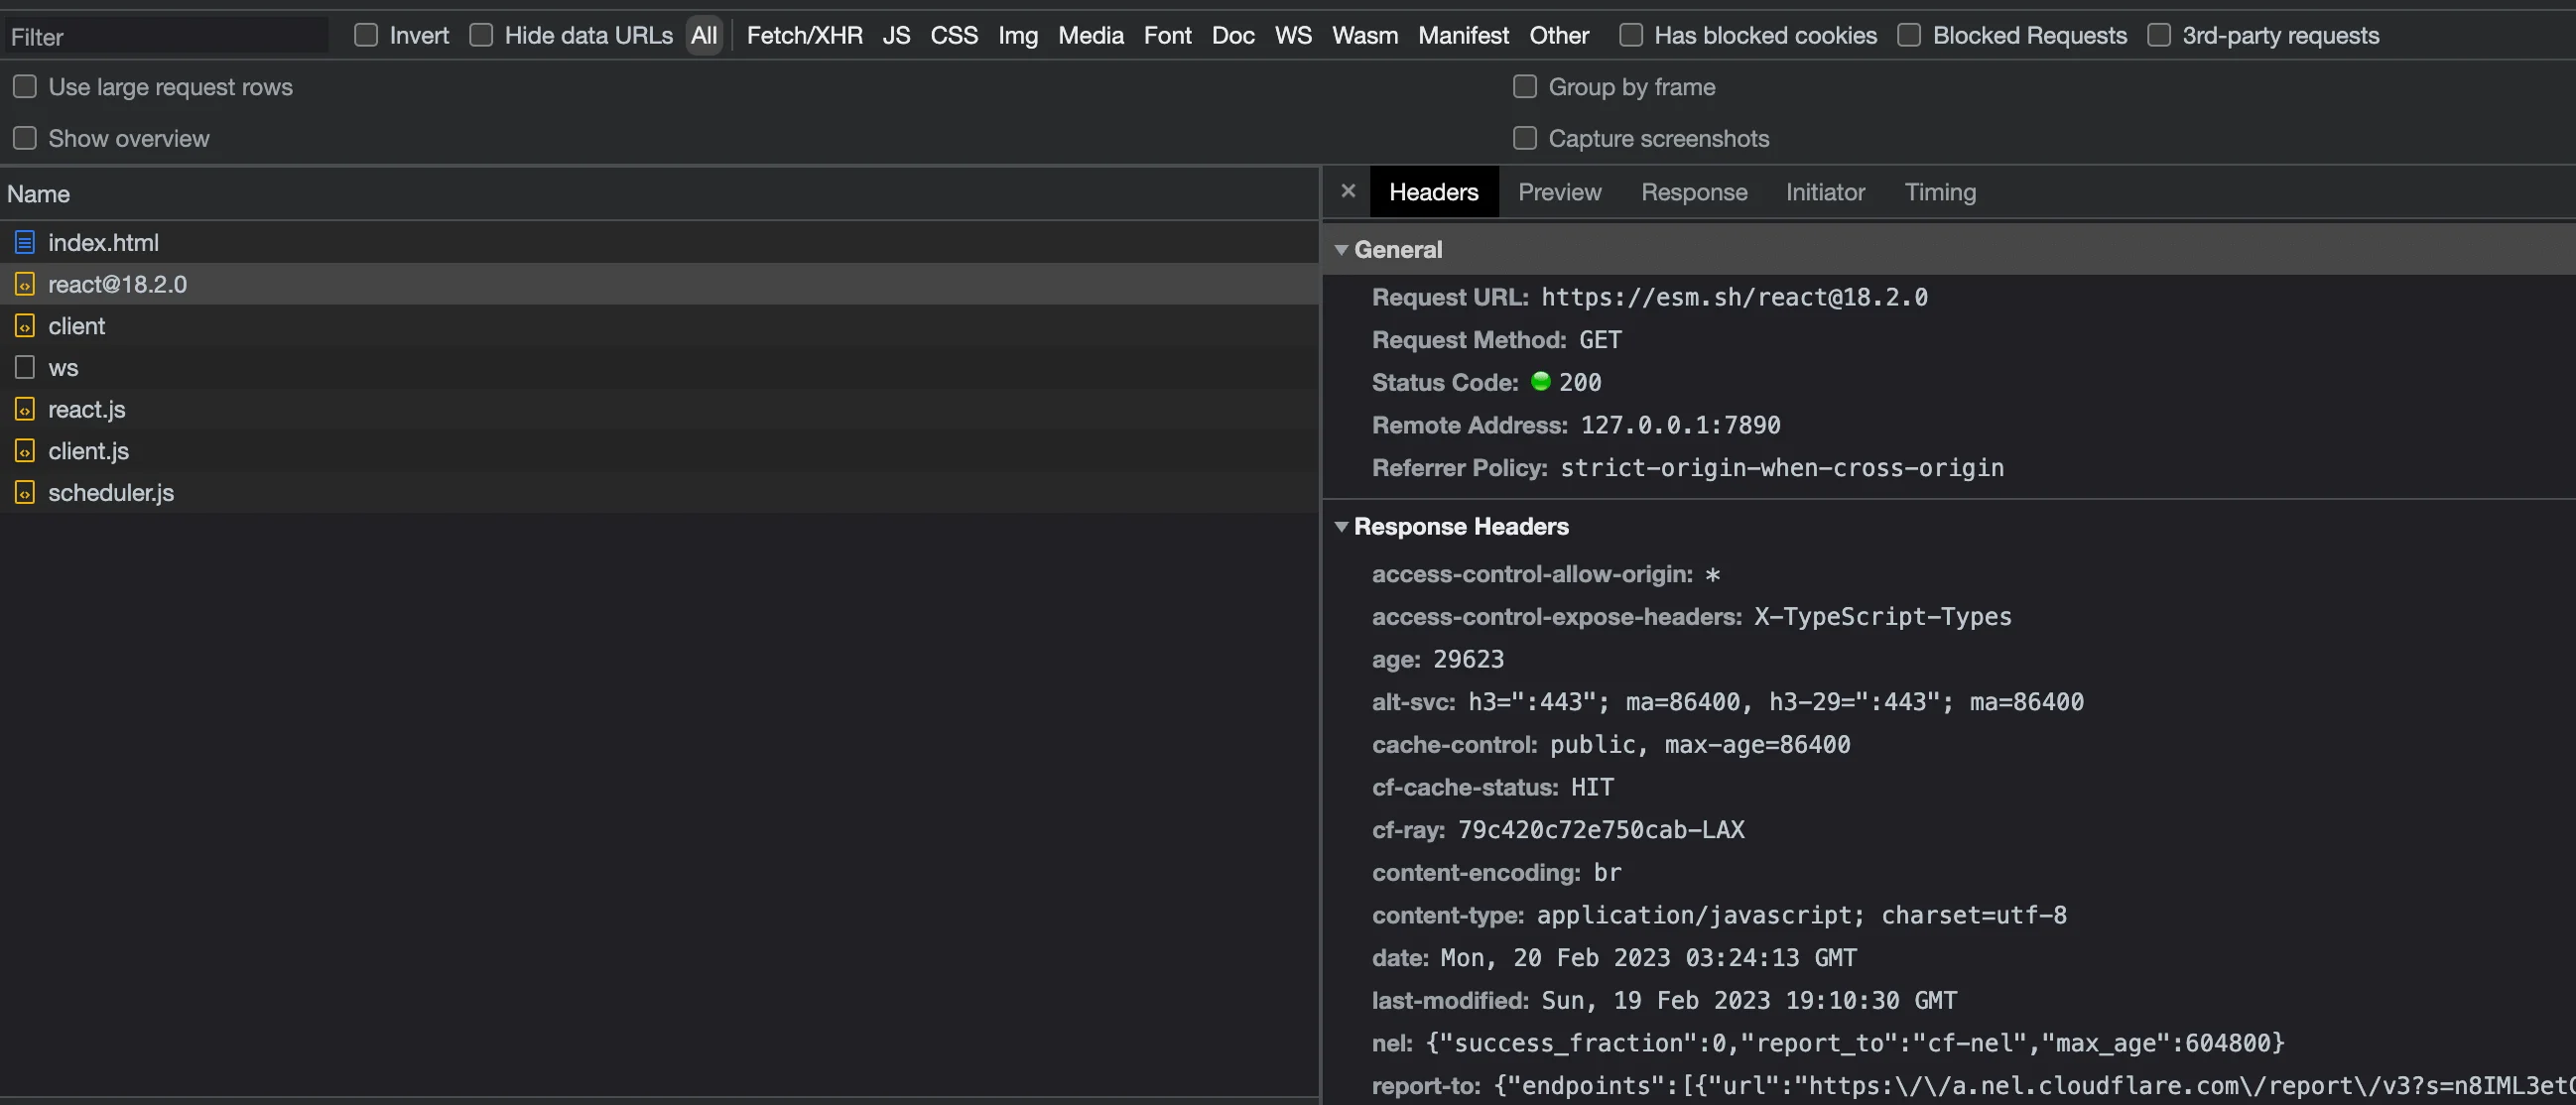 Filter Invert Hide data URLs All Fetch/XHR JS CSS Img Media Font Doc WS Wasm Manifest Other Has blocked cookies Blocked Requests 3rd-party requests
Use large request rows Group by frame
Show overview Capture screenshots
Name
index.html
react@18.2.0
client
ws
react.js
client.js
scheduler.js
× Headers Preview Response Initiator Timing
General
Request URL: https://esm.sh/react@18.2.0
Request Method: GET
Status Code: 200
Remote Address: 127.0.0.1:7890
Referrer Policy: strict-origin-when-cross-origin
Response Headers
access-control-allow-origin: *
access-control-expose-headers: X-TypeScript-Types
age: 29623
alt-svc: h3=":443"; ma=86400, h3-29=":443"; ma=86400
cache-control: public, max-age=86400
cf-cache-status: HIT
cf-ray: 79c420c72e750cab-LAX
content-encoding: br
content-type: application/javascript; charset=utf-8
date: Mon, 20 Feb 2023 03:24:13 GMT
last-modified: Sun, 19 Feb 2023 19:10:30 GMT
nel: {"success_fraction":0,"report_to":"cf-nel","max_age":604800}
report-to: {"endpoints":[{"url":"https:\/\/a.nel.cloudflare.com\/report\/v3?s=n8IML3et